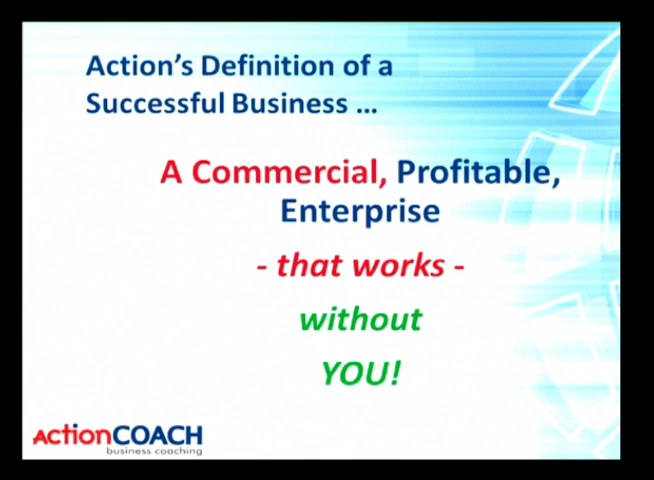 Action’s Definition of a
Successful Business ...
A Commercial, Profitable,
Enterprise
- that works -
without
YOU!
ActionCOACH
business coaching